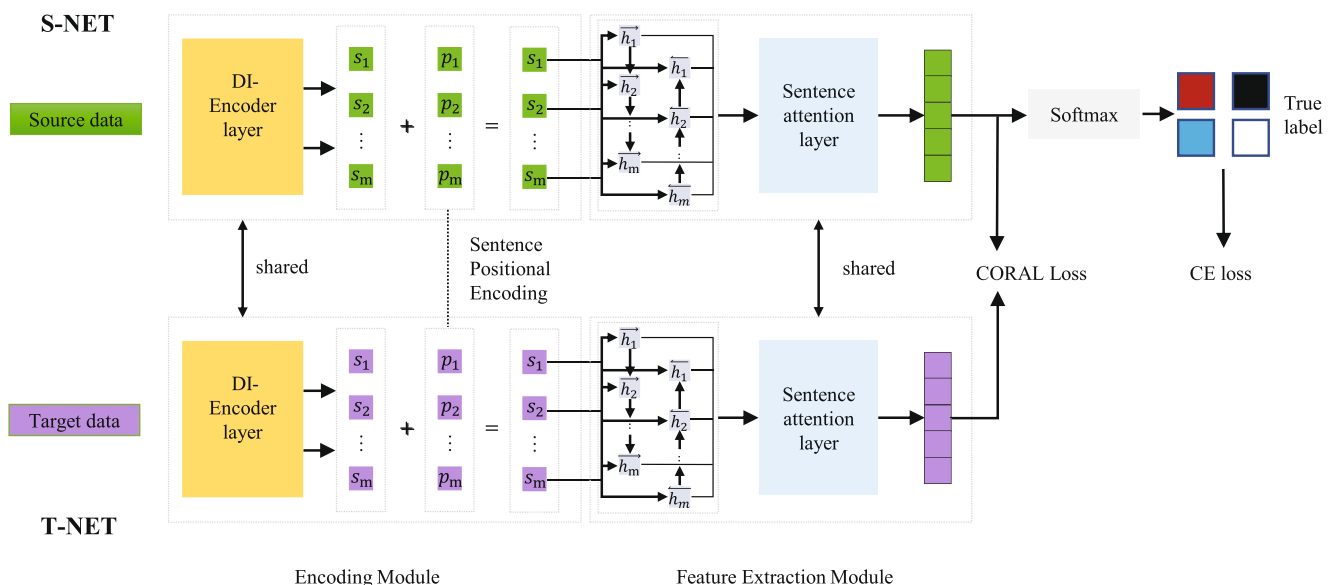 S-NET
Source data
DI-
Encoder
layer
s₁
s₂
⋮
sₘ
+
p₁
p₂
⋮
pₘ
=
s₁
s₂
⋮
sₘ
→h₁
→h₂
⋮
→hₘ
←h₁
←h₂
⋮
←hₘ
Sentence
attention
layer
Softmax
True
label
shared
Sentence
Positional
Encoding
shared
CORAL Loss
CE loss
Target data
DI-
Encoder
layer
s₁
s₂
⋮
sₘ
+
p₁
p₂
⋮
pₘ
=
s₁
s₂
⋮
sₘ
→h₁
→h₂
⋮
→hₘ
←h₁
←h₂
⋮
←hₘ
Sentence
attention
layer
T-NET
Encoding Module
Feature Extraction Module